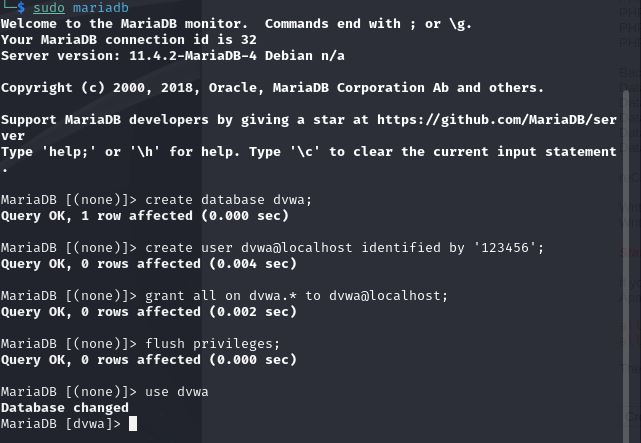 └─$ sudo mariadb
Welcome to the MariaDB monitor.  Commands end with ; or \g.
Your MariaDB connection id is 32
Server version: 11.4.2-MariaDB-4 Debian n/a
Copyright (c) 2000, 2018, Oracle, MariaDB Corporation Ab and others.
Support MariaDB developers by giving a star at https://github.com/MariaDB/ser
ver
Type 'help;' or '\h' for help. Type '\c' to clear the current input statement
.
MariaDB [(none)]> create database dvwa;
Query OK, 1 row affected (0.000 sec)
MariaDB [(none)]> create user dvwa@localhost identified by '123456';
Query OK, 0 rows affected (0.004 sec)
MariaDB [(none)]> grant all on dvwa.* to dvwa@localhost;
Query OK, 0 rows affected (0.002 sec)
MariaDB [(none)]> flush privileges;
Query OK, 0 rows affected (0.000 sec)
MariaDB [(none)]> use dvwa
Database changed
MariaDB [dvwa]>